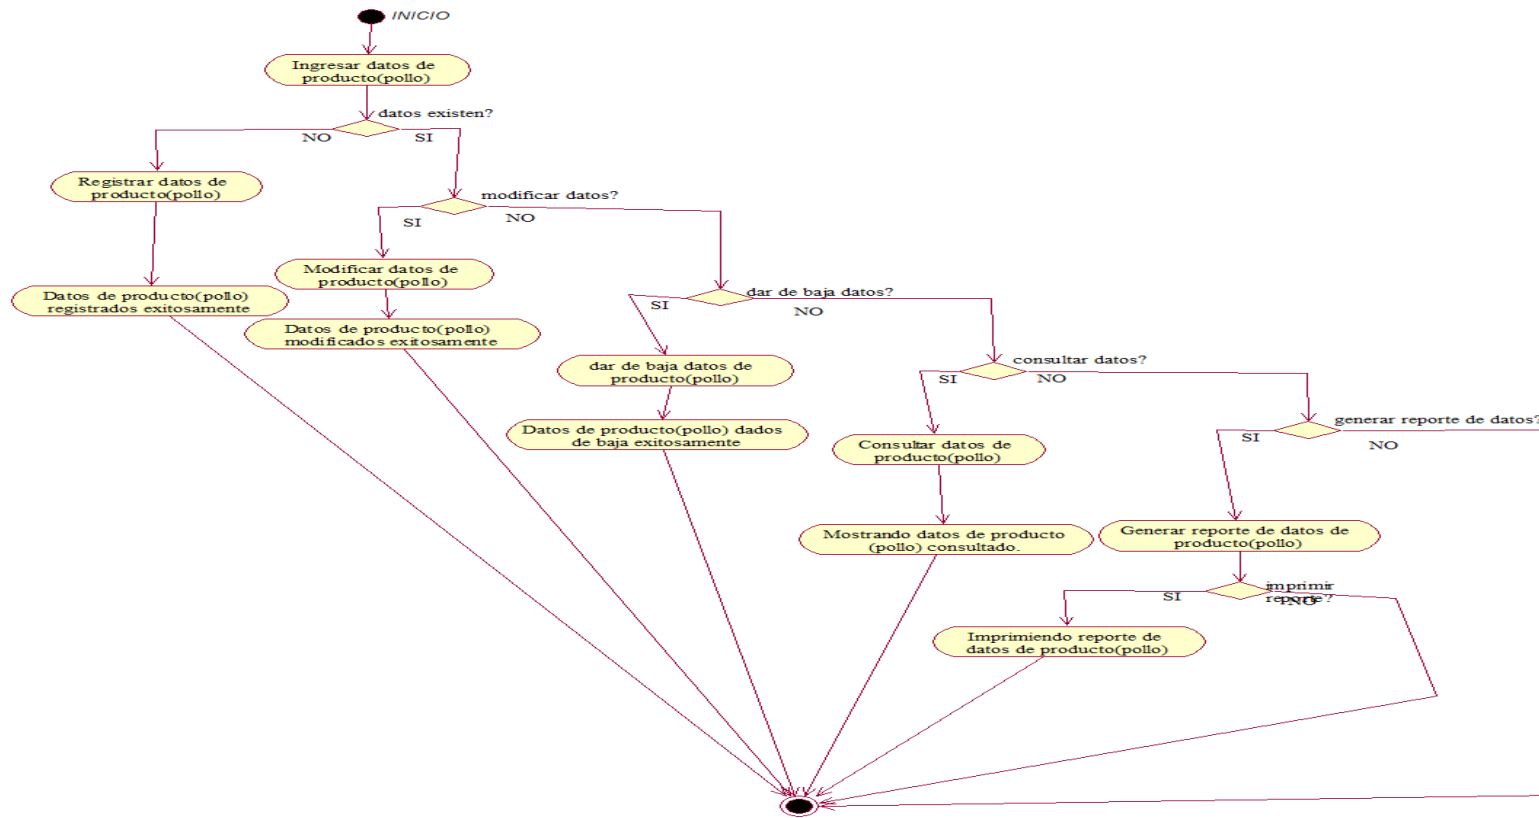 INICIO
Ingresar datos de
producto(pollo)
datos existen?
NO
SI
Registrar datos de
producto(pollo)
modificar datos?
SI
NO
Modificar datos de
producto(pollo)
Datos de producto(pollo)
registrados exitosamente
dar de baja datos?
SI
NO
Datos de producto(pollo)
modificados exitosamente
dar de baja datos de
producto(pollo)
consultar datos?
SI
NO
Datos de producto(pollo) dados
de baja exitosamente
generar reporte de datos?
SI
NO
Consultar datos de
producto(pollo)
Mostrando datos de producto
(pollo) consultado.
Generar reporte de datos de
producto(pollo)
imprimir
reporte?
SI
NO
Imprimiendo reporte de
datos de producto(pollo)